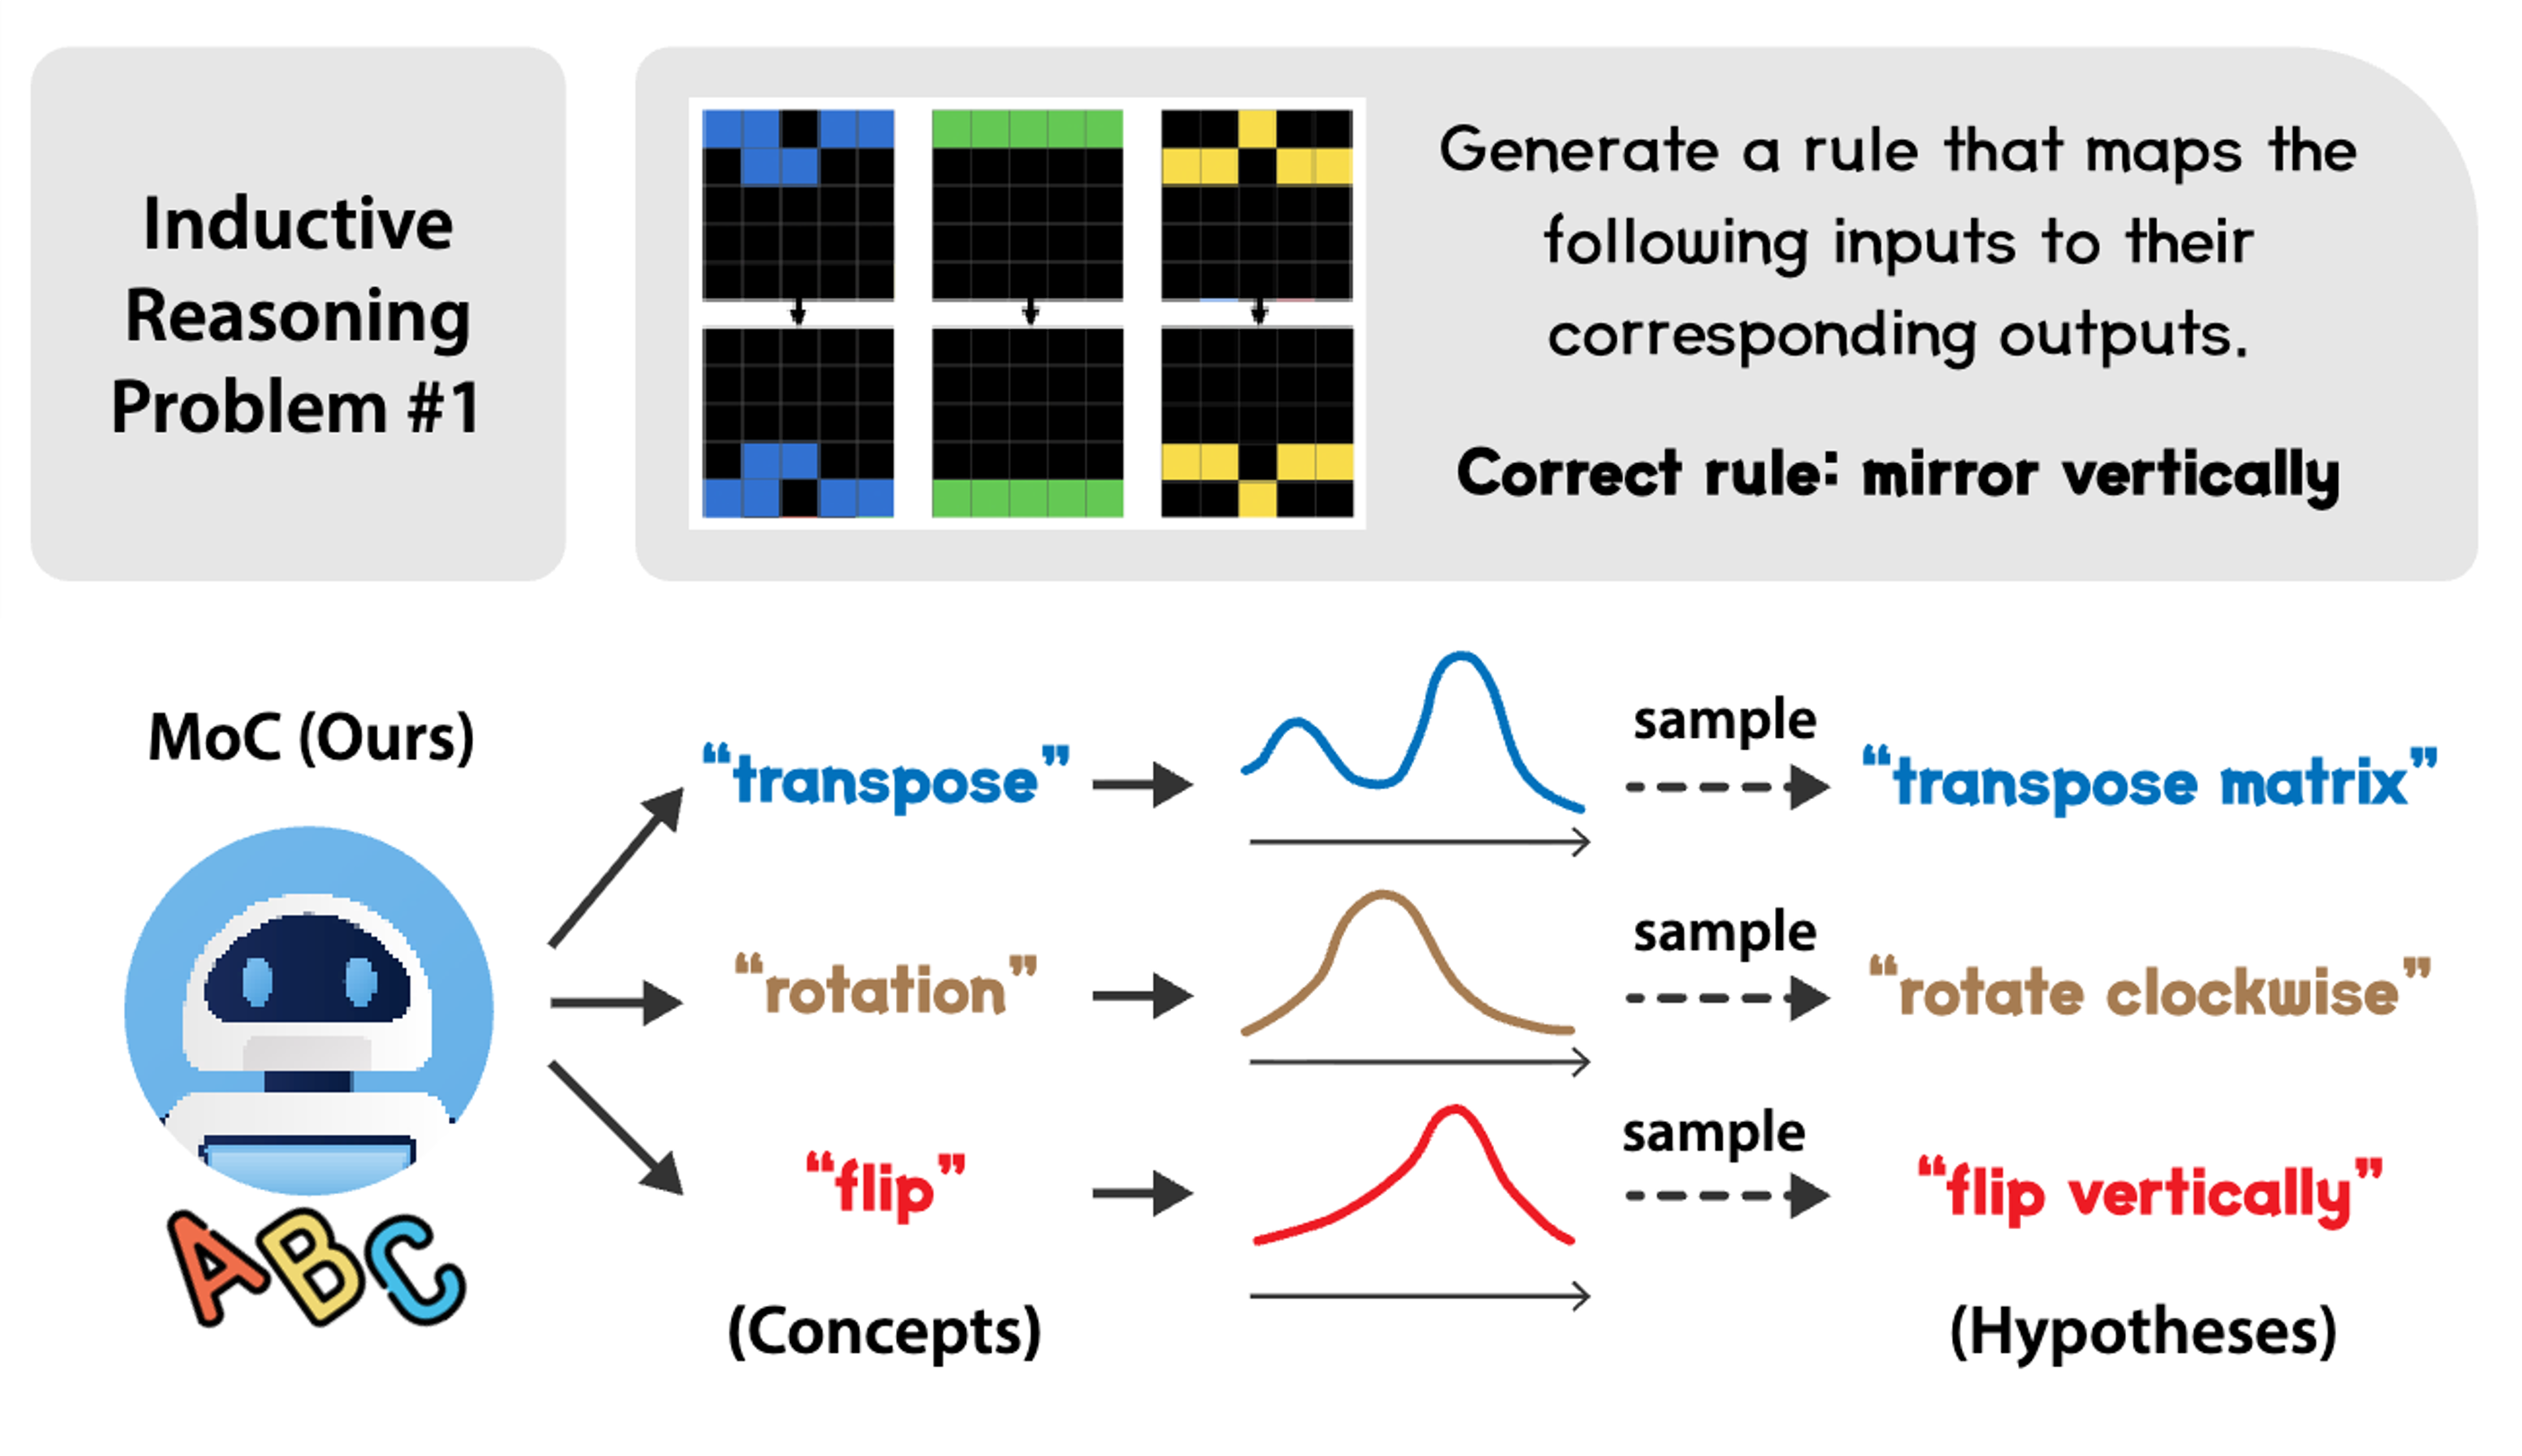 Inductive
Reasoning
Problem #1
Generate a rule that maps the
following inputs to their
corresponding outputs.
Correct rule: mirror vertically
MoC (Ours)
“transpose”
sample
“transpose matrix”
“rotation”
sample
“rotate clockwise”
“flip”
sample
“flip vertically”
ABC
(Concepts)
(Hypotheses)